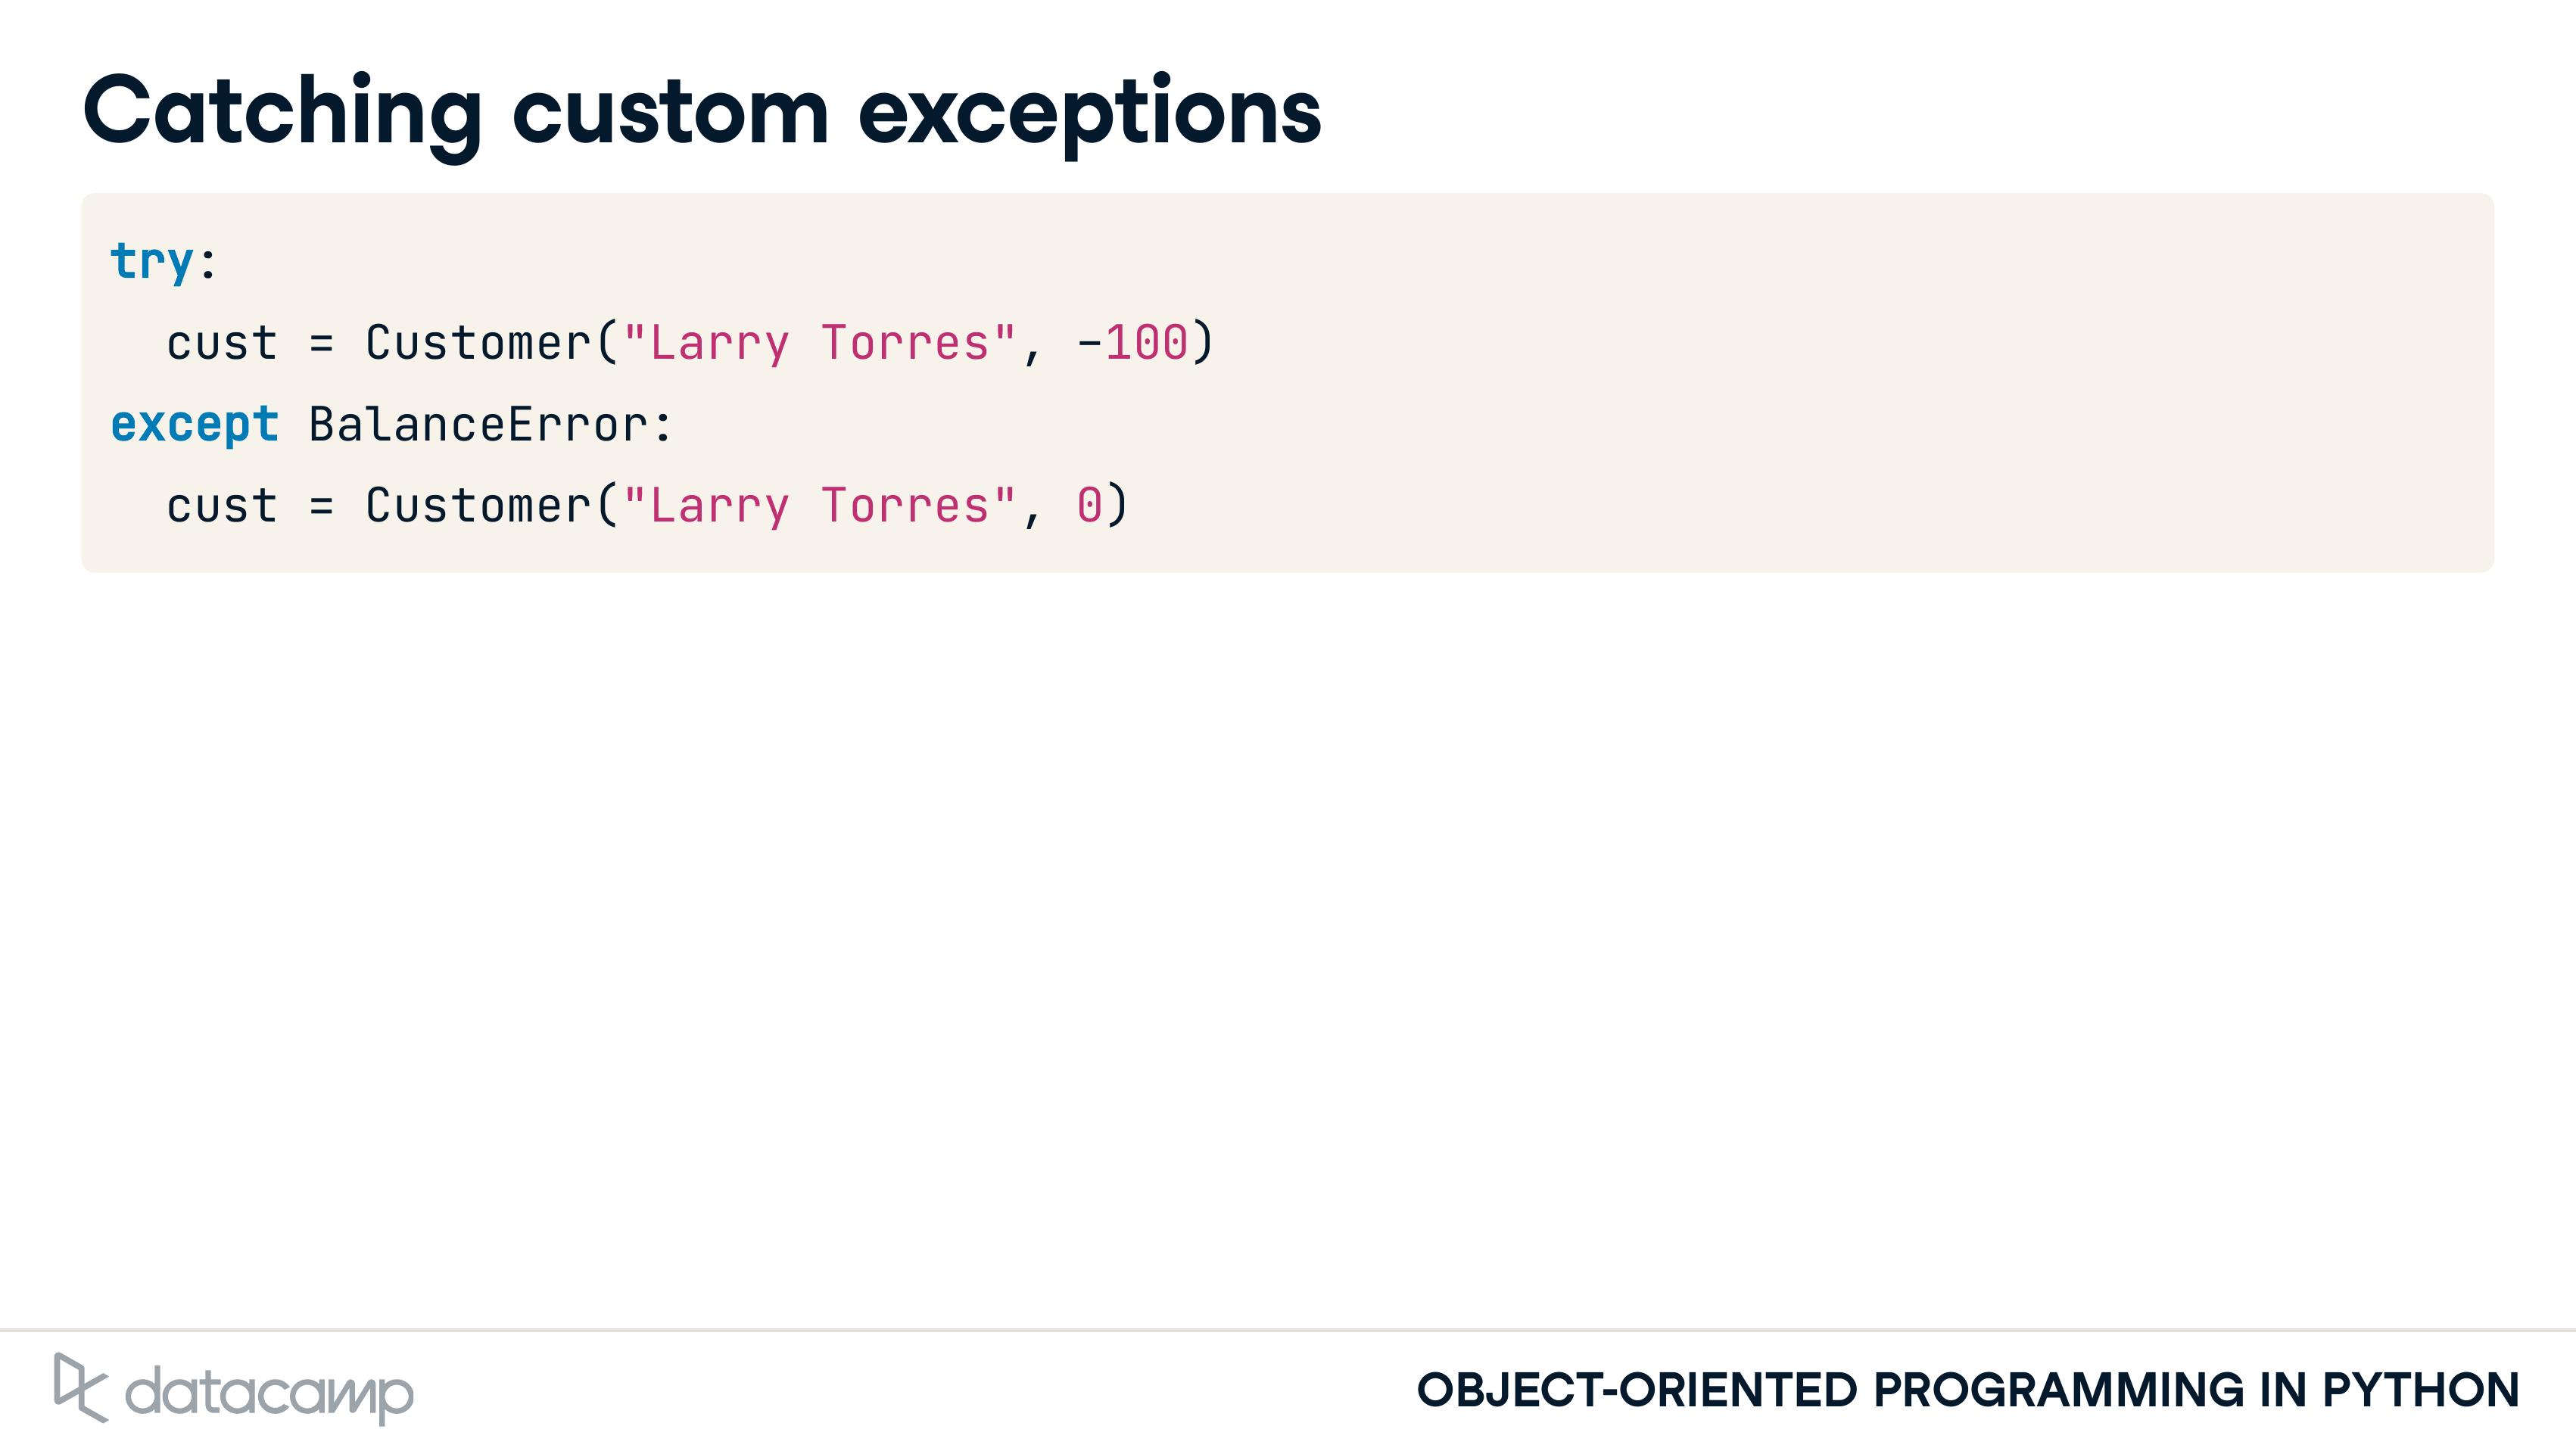 Catching custom exceptions
try:
  cust = Customer("Larry Torres", -100)
except BalanceError:
  cust = Customer("Larry Torres", 0)
datacamp
OBJECT-ORIENTED PROGRAMMING IN PYTHON